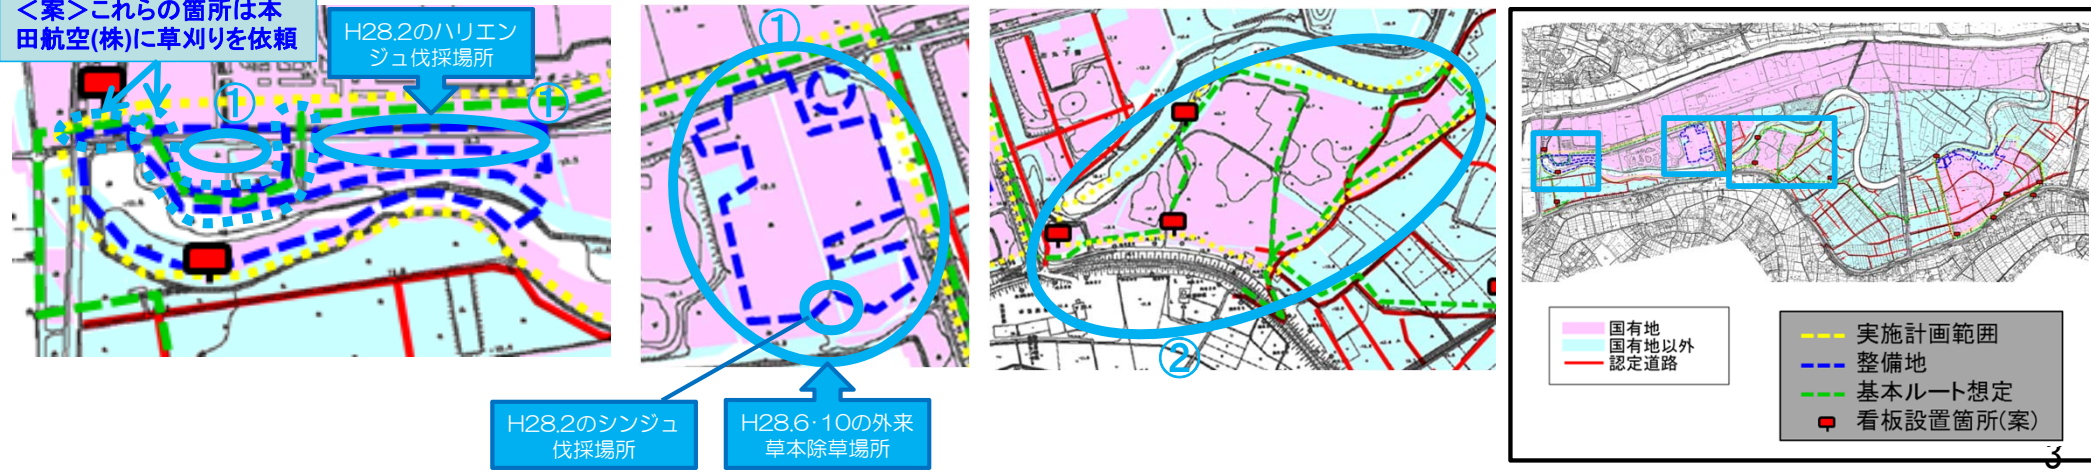 ＜案＞これらの箇所は本
田航空(株)に草刈りを依頼
H28.2のハリエン
ジュ伐採場所
①
①
①
②
H28.2のシンジュ
伐採場所
H28.6・10の外来
草本除草場所
国有地
国有地以外
認定道路
実施計画範囲
整備地
基本ルート想定
看板設置箇所(案)
3